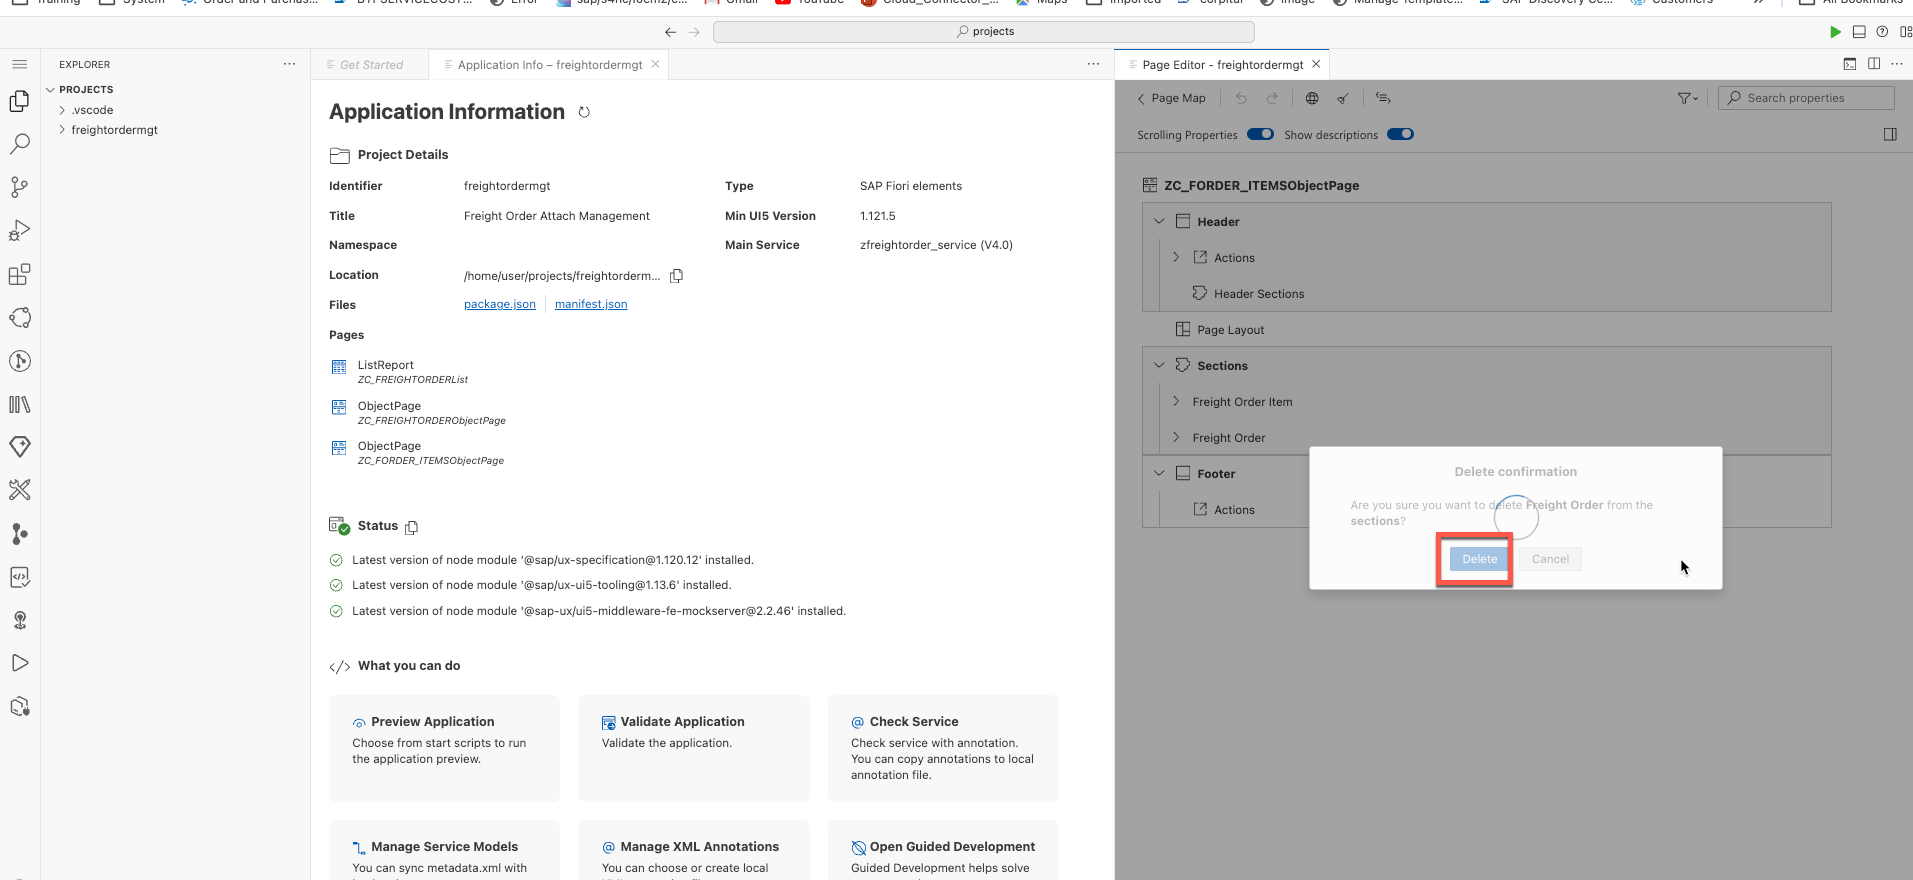 Training
System
Order and Purchas...
BTPSERVICECOST...
Error
Gmail
YouTube
Cloud_Connector_...
Maps
Imported
Image
Manage Template...
SAP Discovery Ce...
Customers
All Bookmarks
projects
EXPLORER
PROJECTS
.vscode
freightordermgt
Get Started
Application Info – freightordermgt
Application Information
Project Details
Identifier freightordermgt Type SAP Fiori elements
Title Freight Order Attach Management Min UI5 Version 1.121.5
Namespace Main Service zfreightorder_service (V4.0)
Location /home/user/projects/freightorderm...
Files package.json manifest.json
Pages
ListReport
ZC_FREIGHTORDERList
ObjectPage
ZC_FREIGHTORDERObjectPage
ObjectPage
ZC_FORDER_ITEMSObjectPage
Status
Latest version of node module '@sap/ux-specification@1.120.12' installed.
Latest version of node module '@sap/ux-ui5-tooling@1.13.6' installed.
Latest version of node module '@sap-ux/ui5-middleware-fe-mockserver@2.2.46' installed.
What you can do
Preview Application
Choose from start scripts to run
the application preview.
Validate Application
Validate the application.
Check Service
Check service with annotation.
You can copy annotations to local
annotation file.
Manage Service Models
You can sync metadata.xml with
Manage XML Annotations
You can choose or create local
Open Guided Development
Guided Development helps solve
Page Editor - freightordermgt
Page Map
Search properties
Scrolling Properties Show descriptions
ZC_FORDER_ITEMSObjectPage
Header
Actions
Header Sections
Page Layout
Sections
Freight Order Item
Freight Order
Footer
Actions
Delete confirmation
Are you sure you want to delete Freight Order from the
sections?
Delete Cancel